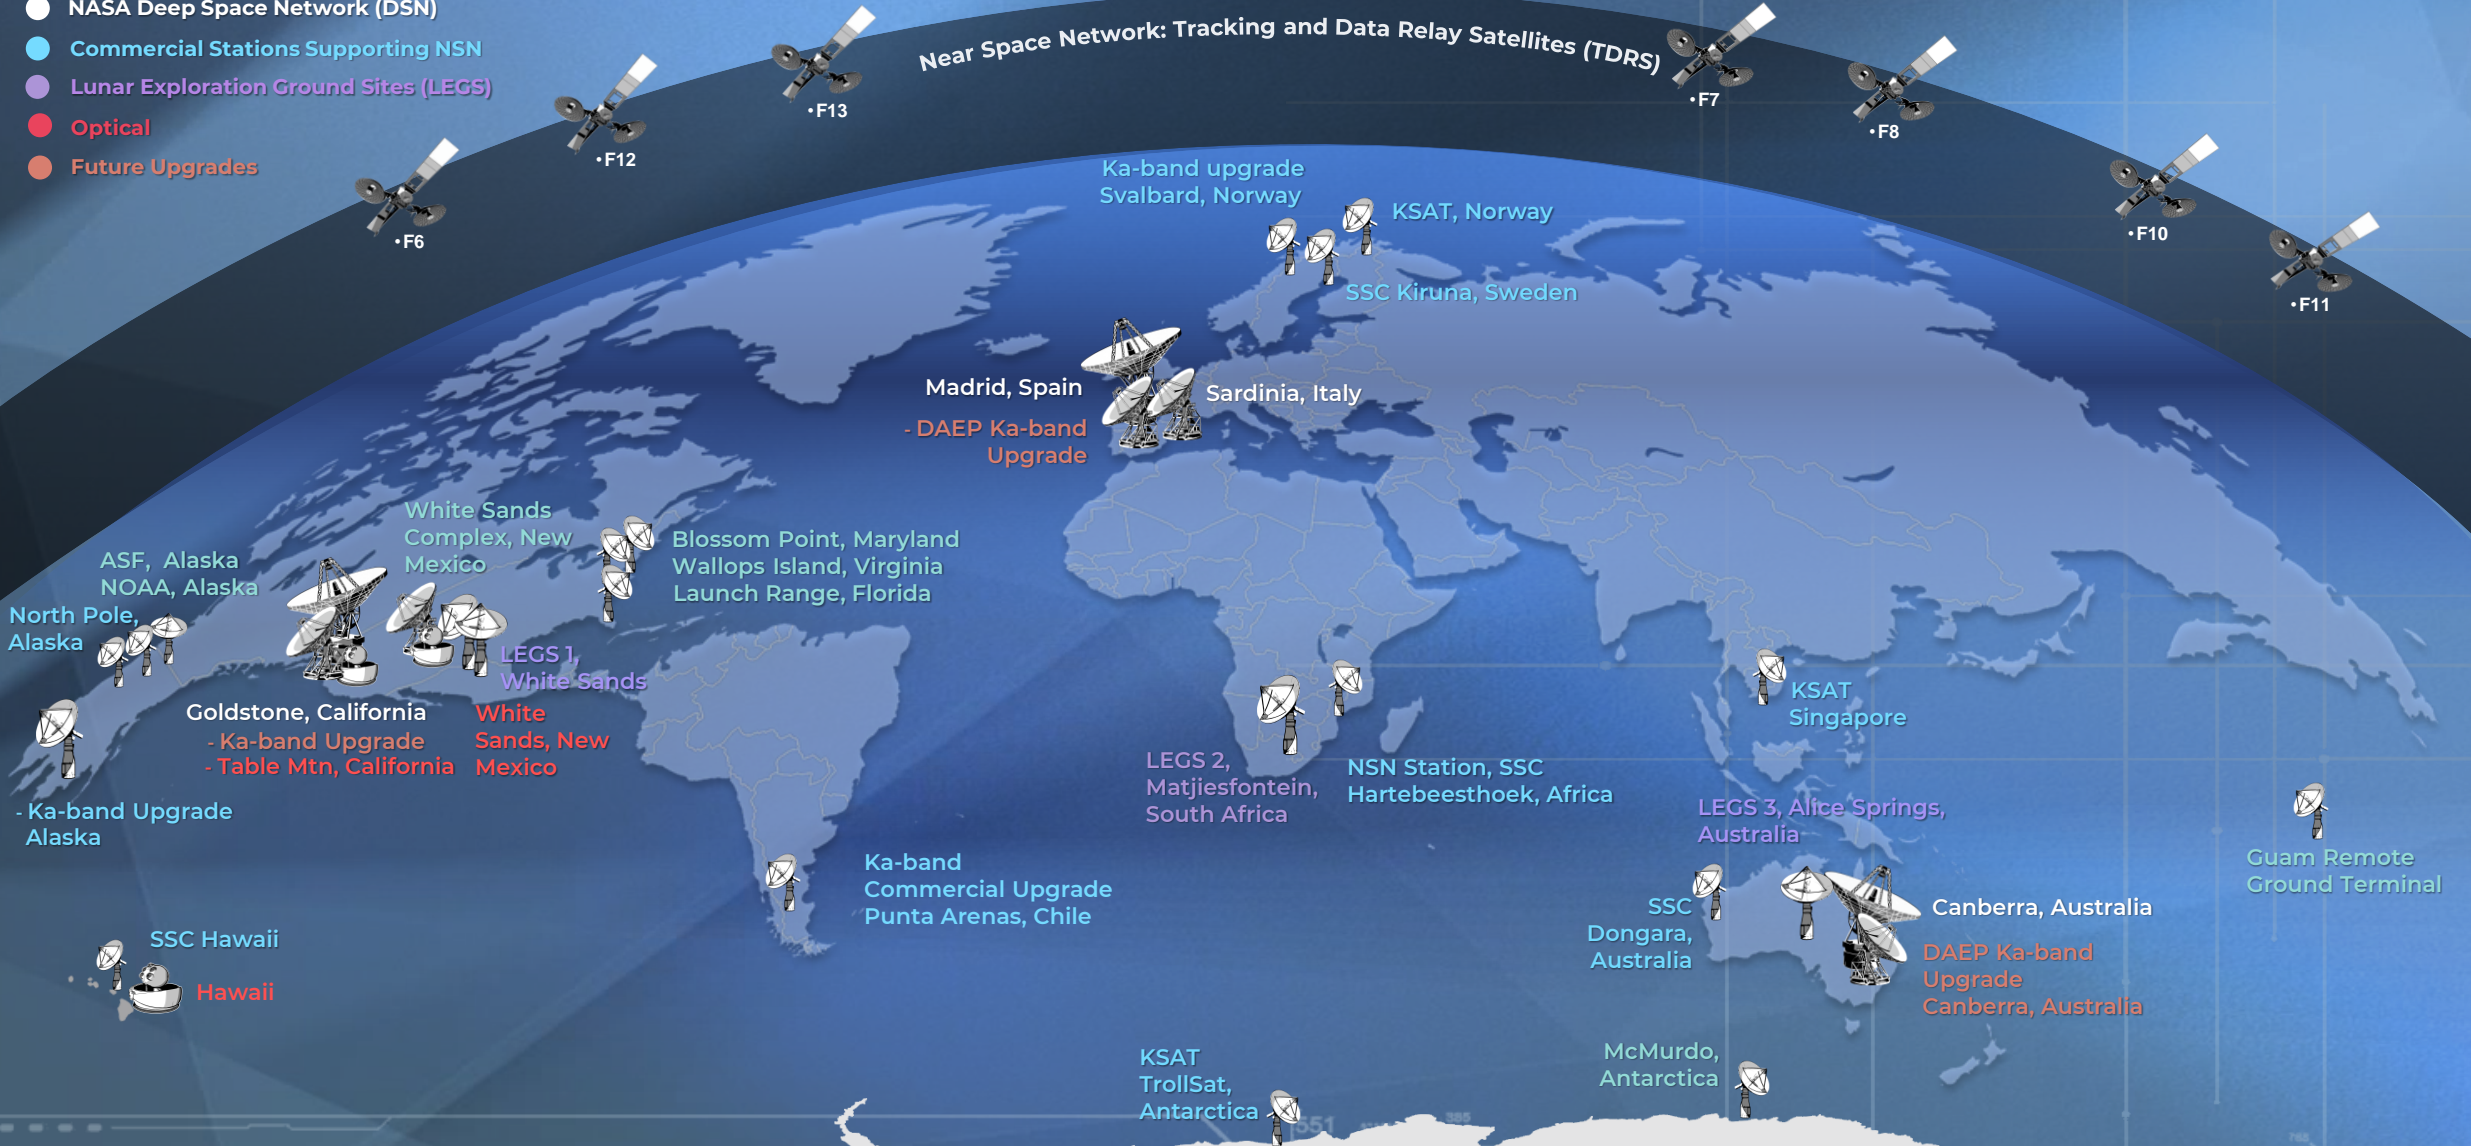 NASA Deep Space Network (DSN)
Commercial Stations Supporting NSN
Lunar Exploration Ground Sites (LEGS)
Optical
Future Upgrades
Near Space Network: Tracking and Data Relay Satellites (TDRS)
•F6
•F12
•F13
•F7
•F8
•F10
•F11
Ka-band upgrade
Svalbard, Norway
KSAT, Norway
SSC Kiruna, Sweden
Madrid, Spain
- DAEP Ka-band
Upgrade
Sardinia, Italy
White Sands
Complex, New
Mexico
ASF, Alaska
NOAA, Alaska
North Pole,
Alaska
Blossom Point, Maryland
Wallops Island, Virginia
Launch Range, Florida
LEGS 1,
White Sands
Goldstone, California
- Ka-band Upgrade
- Table Mtn, California
White
Sands, New
Mexico
- Ka-band Upgrade
Alaska
SSC Hawaii
Hawaii
Ka-band
Commercial Upgrade
Punta Arenas, Chile
LEGS 2,
Matjiesfontein,
South Africa
NSN Station, SSC
Hartebeesthoek, Africa
KSAT
Singapore
LEGS 3, Alice Springs,
Australia
SSC
Dongara,
Australia
Canberra, Australia
DAEP Ka-band
Upgrade
Canberra, Australia
Guam Remote
Ground Terminal
KSAT
TrollSat,
Antarctica
McMurdo,
Antarctica
551
385